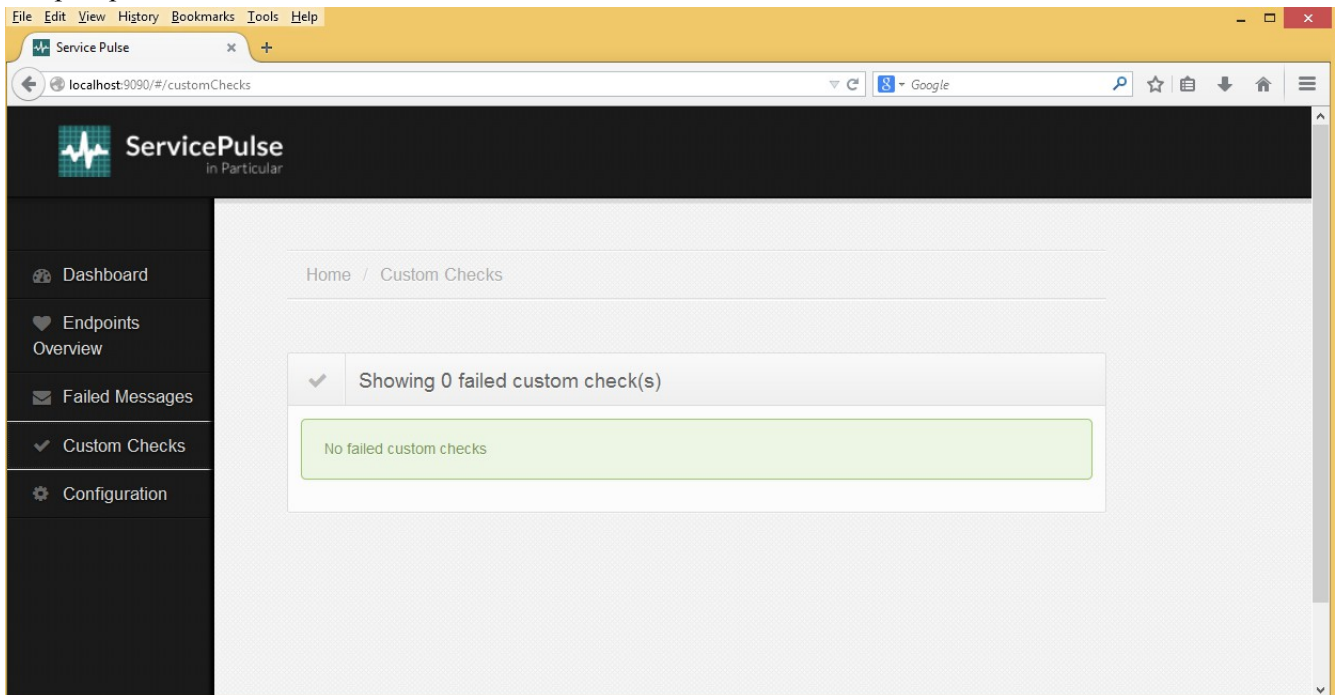 File Edit View History Bookmarks Tools Help
Service Pulse
localhost:9090/#/customChecks
Google
ServicePulse
in Particular
Dashboard
Endpoints
Overview
Failed Messages
Custom Checks
Configuration
Home / Custom Checks
Showing 0 failed custom check(s)
No failed custom checks